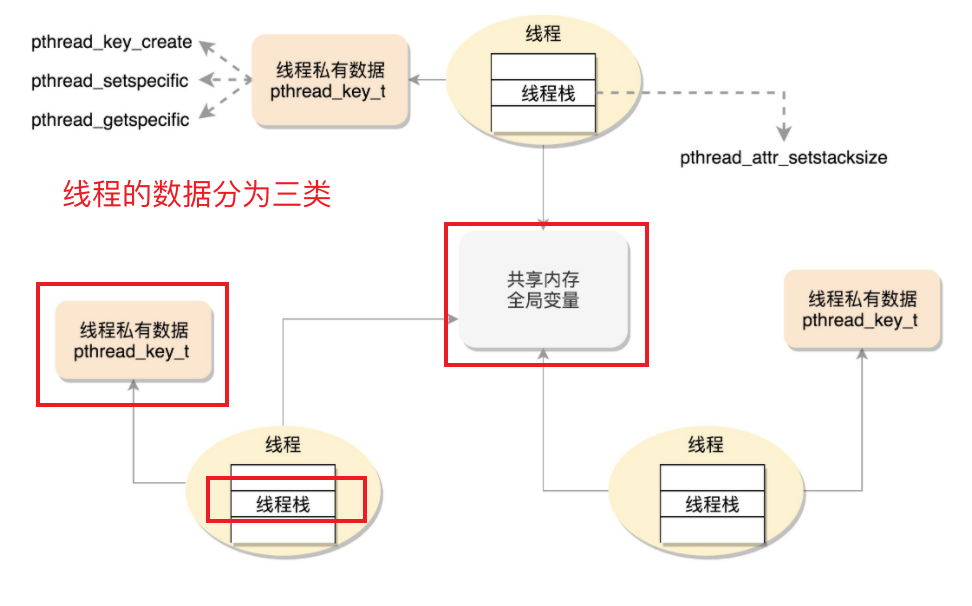 pthread_key_create
pthread_setspecific
pthread_getspecific
线程私有数据
pthread_key_t
线程
线程栈
pthread_attr_setstacksize
线程的数据分为三类
共享内存
全局变量
线程私有数据
pthread_key_t
线程私有数据
pthread_key_t
线程
线程栈
线程
线程栈